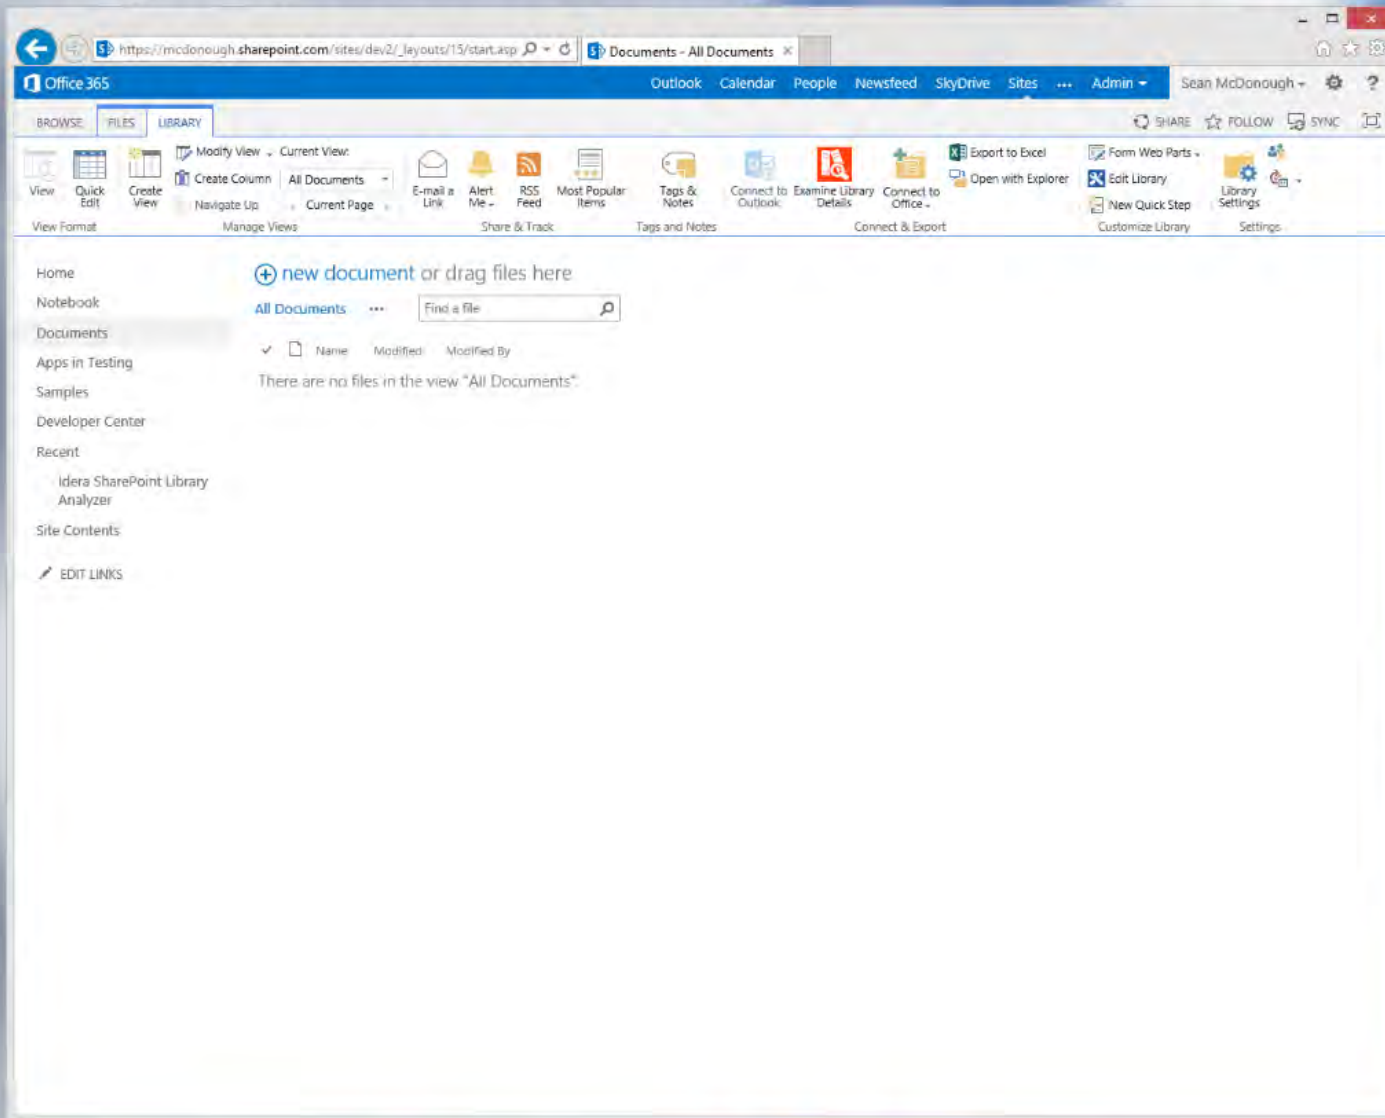 https://mcdonough.sharepoint.com/sites/dev2/_layouts/15/start.asp
Documents - All Documents
Office 365
Outlook Calendar People Newsfeed SkyDrive Sites ... Admin Sean McDonough ?
BROWSE FILES LIBRARY
SHARE FOLLOW SYNC
View
Quick Edit
Create View
Modify View
Create Column
Navigate Up
Current View:
All Documents
Current Page
E-mail a Link
Alert Me
RSS Feed
Most Popular Items
Tags & Notes
Connect to Outlook
Examine Library Details
Connect to Office
Export to Excel
Open with Explorer
Form Web Parts
Edit Library
New Quick Step
Library Settings
View Format
Manage Views
Share & Track
Tags and Notes
Connect & Export
Customize Library
Settings
Home
Notebook
Documents
Apps in Testing
Samples
Developer Center
Recent
Idera SharePoint Library
Analyzer
Site Contents
EDIT LINKS
new document or drag files here
All Documents ... Find a file
Name Modified Modified By
There are no files in the view "All Documents".